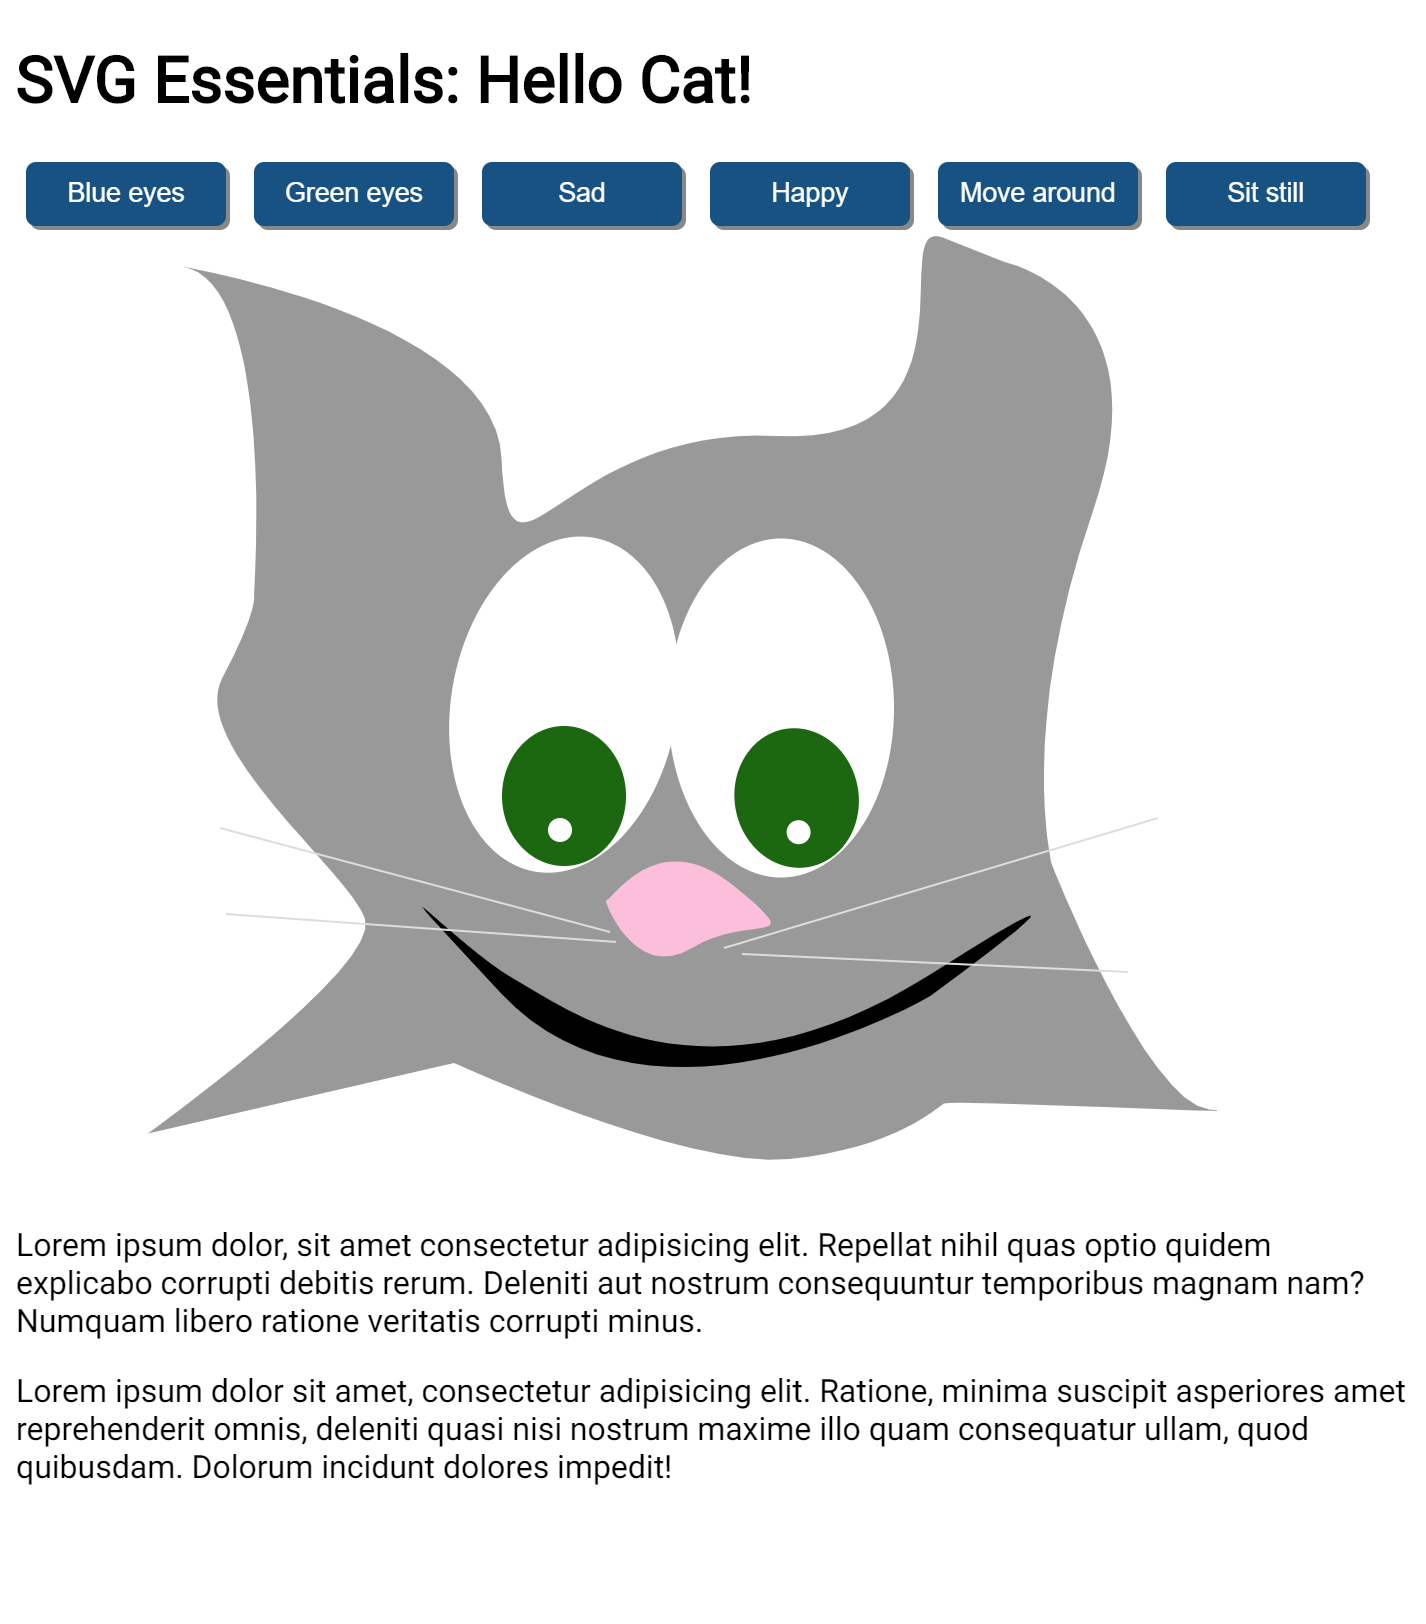 SVG Essentials: Hello Cat!
Blue eyes Green eyes Sad Happy Move around Sit still
Lorem ipsum dolor, sit amet consectetur adipisicing elit. Repellat nihil quas optio quidem
explicabo corrupti debitis rerum. Deleniti aut nostrum consequuntur temporibus magnam nam?
Numquam libero ratione veritatis corrupti minus.
Lorem ipsum dolor sit amet, consectetur adipisicing elit. Ratione, minima suscipit asperiores amet
reprehenderit omnis, deleniti quasi nisi nostrum maxime illo quam consequatur ullam, quod
quibusdam. Dolorum incidunt dolores impedit!